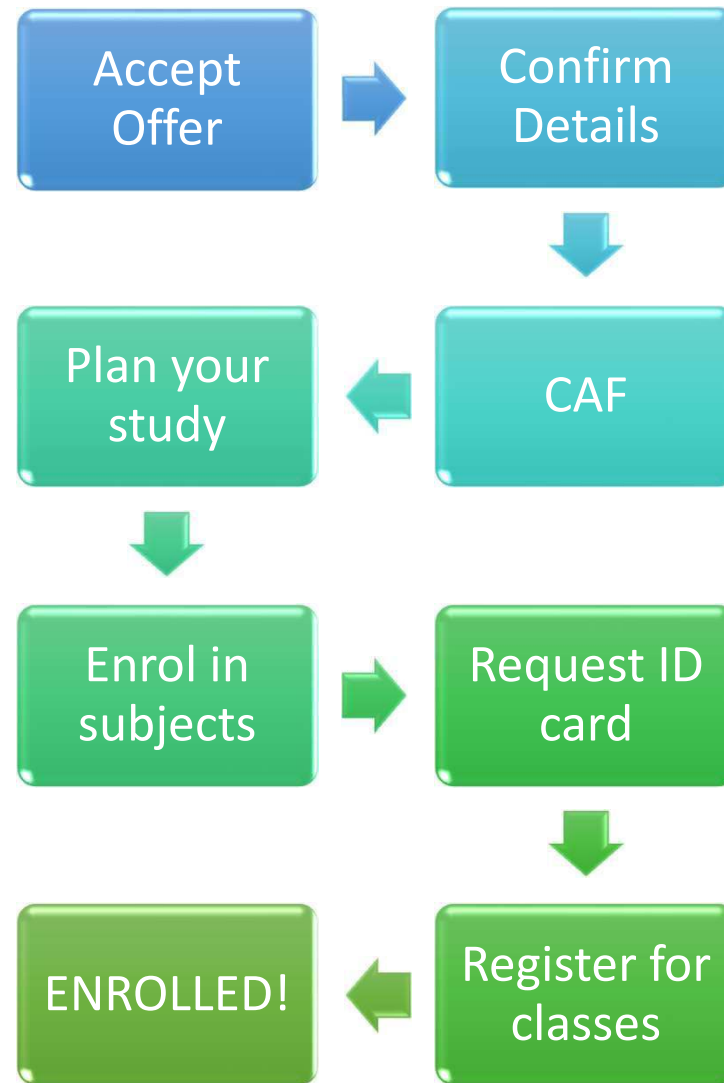 Accept
Offer
Confirm
Details
CAF
Plan your
study
Enrol in
subjects
Request ID
card
Register for
classes
ENROLLED!